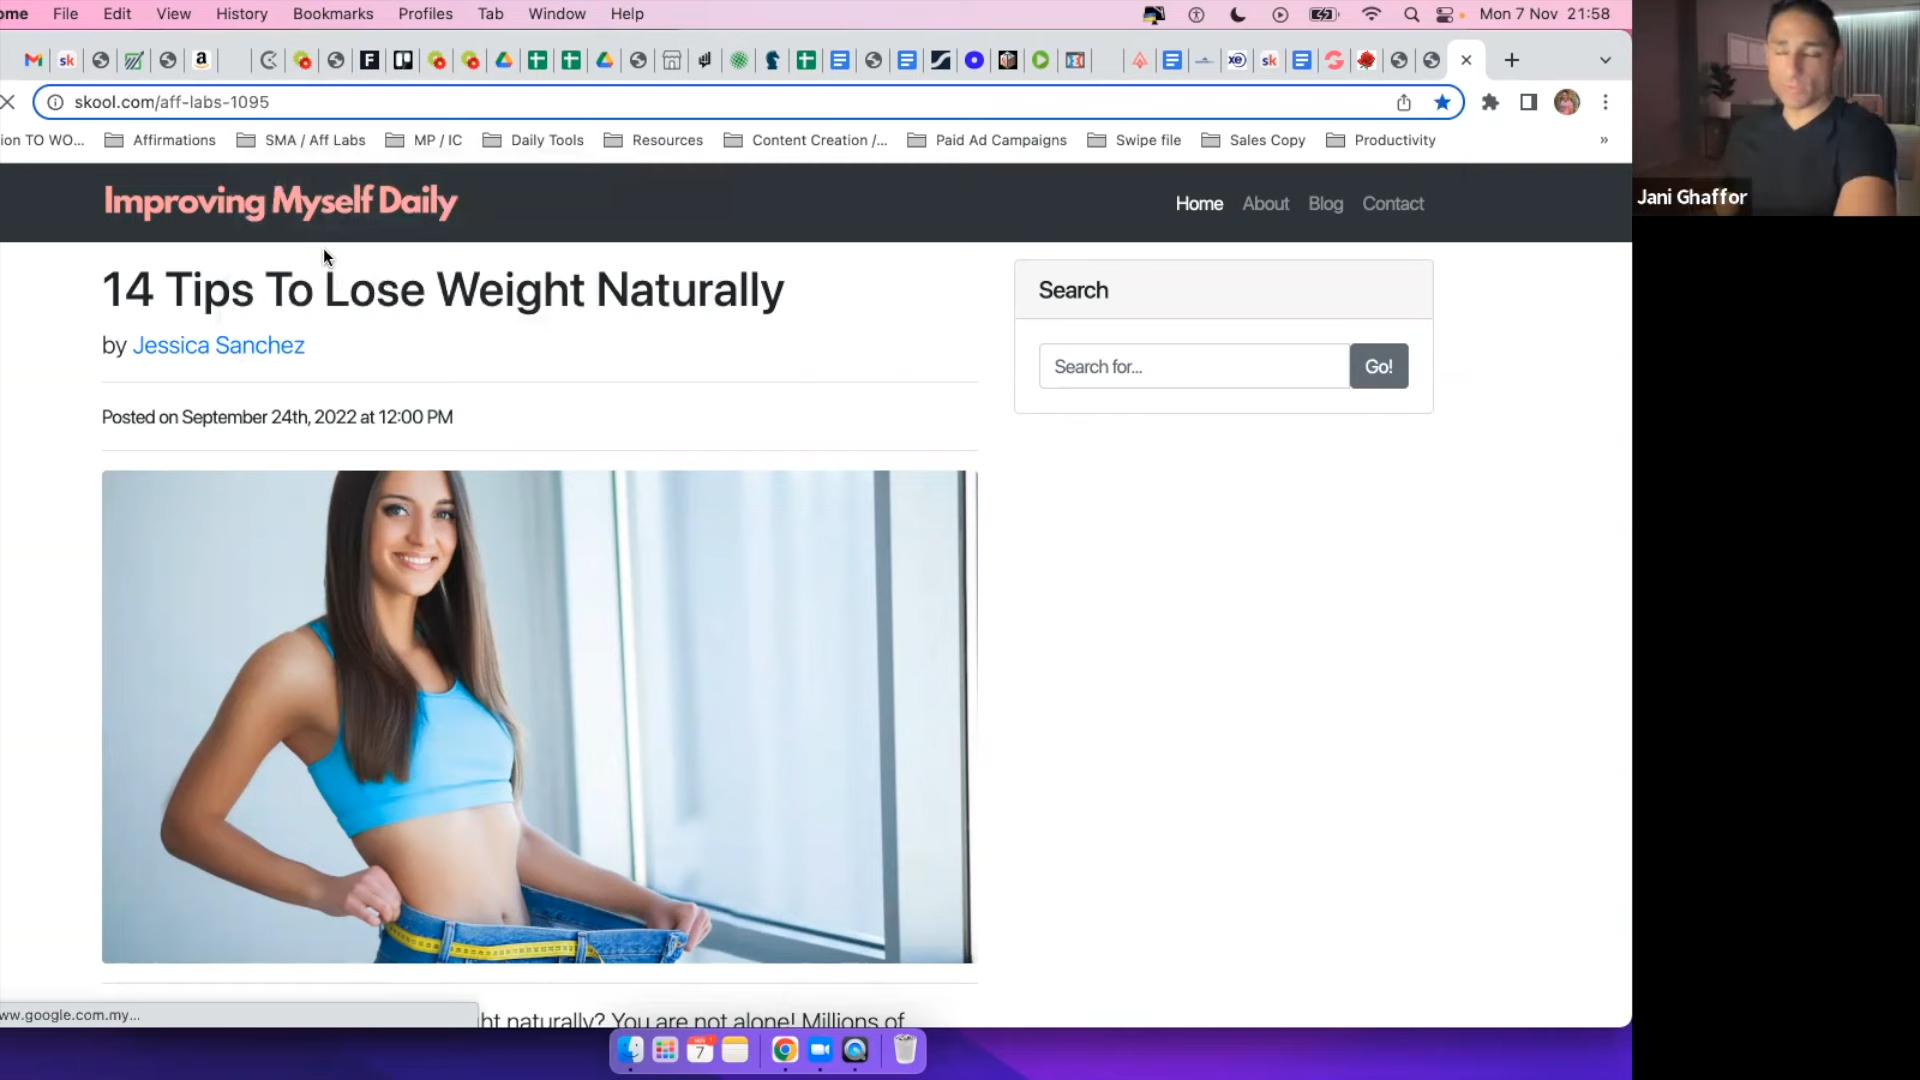 ome File Edit View History Bookmarks Profiles Tab Window Help Mon 7 Nov 21:58
skool.com/aff-labs-1095
ion TO WO... Affirmations SMA / Aff Labs MP / IC Daily Tools Resources Content Creation /... Paid Ad Campaigns Swipe file Sales Copy Productivity »
Improving Myself Daily
Home About Blog Contact
14 Tips To Lose Weight Naturally
by Jessica Sanchez
Posted on September 24th, 2022 at 12:00 PM
Search
Search for...
Go!
ww.google.com.my...
ht naturally? You are not alone! Millions of
Jani Ghaffor